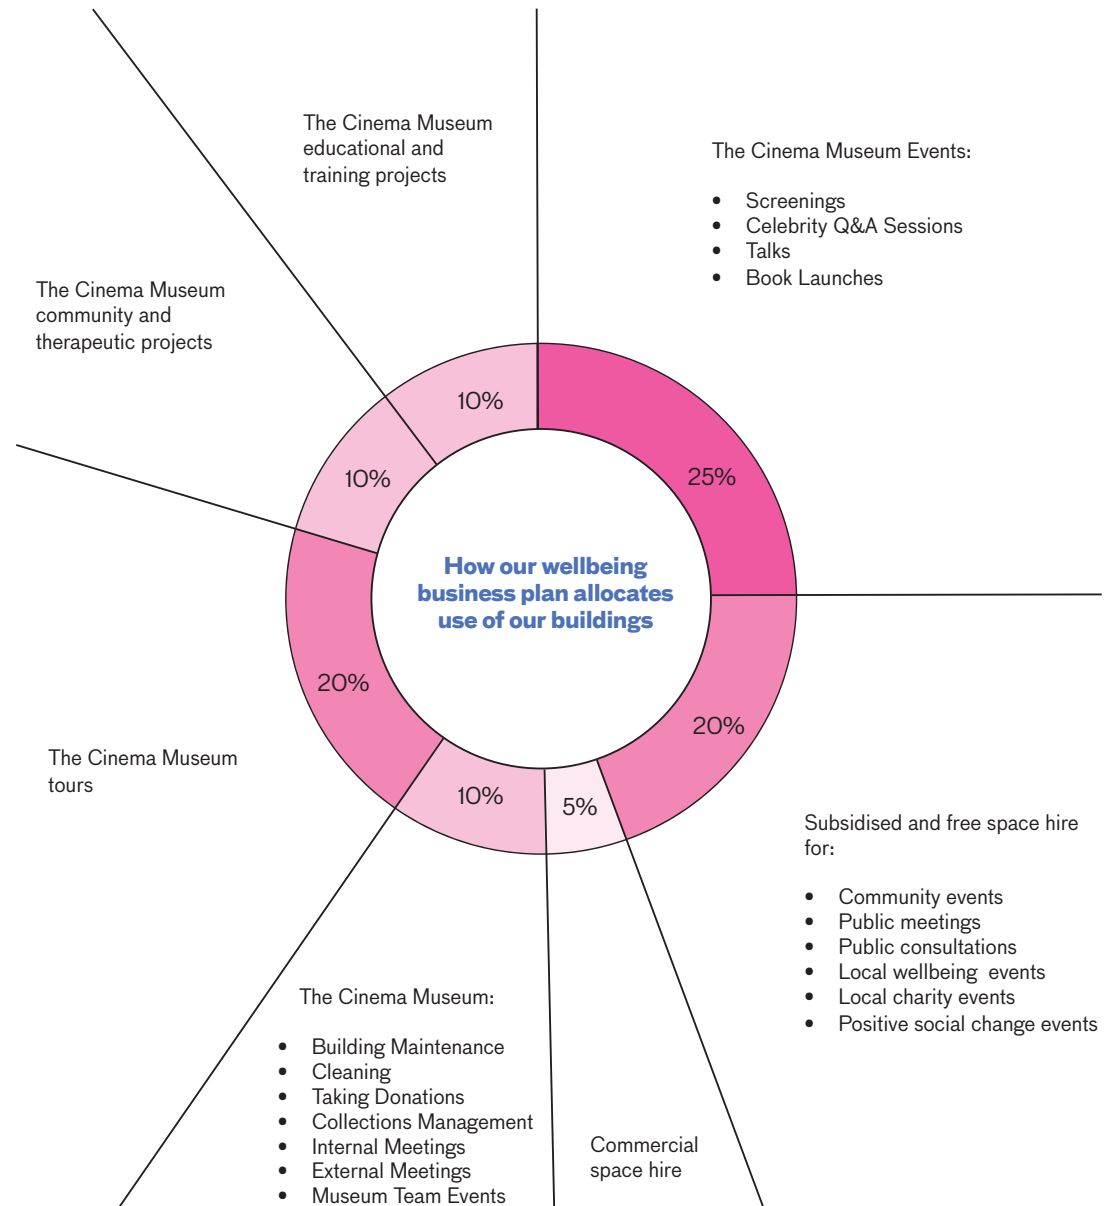 The Cinema Museum
educational and
training projects
The Cinema Museum Events:
• Screenings
• Celebrity Q&A Sessions
• Talks
• Book Launches
The Cinema Museum
community and
therapeutic projects
10%
10%
25%
How our wellbeing
business plan allocates
use of our buildings
20%
20%
10%
5%
The Cinema Museum
tours
Subsidised and free space hire
for:
• Community events
• Public meetings
• Public consultations
• Local wellbeing events
• Local charity events
• Positive social change events
The Cinema Museum:
• Building Maintenance
• Cleaning
• Taking Donations
• Collections Management
• Internal Meetings
• External Meetings
• Museum Team Events
Commercial
space hire